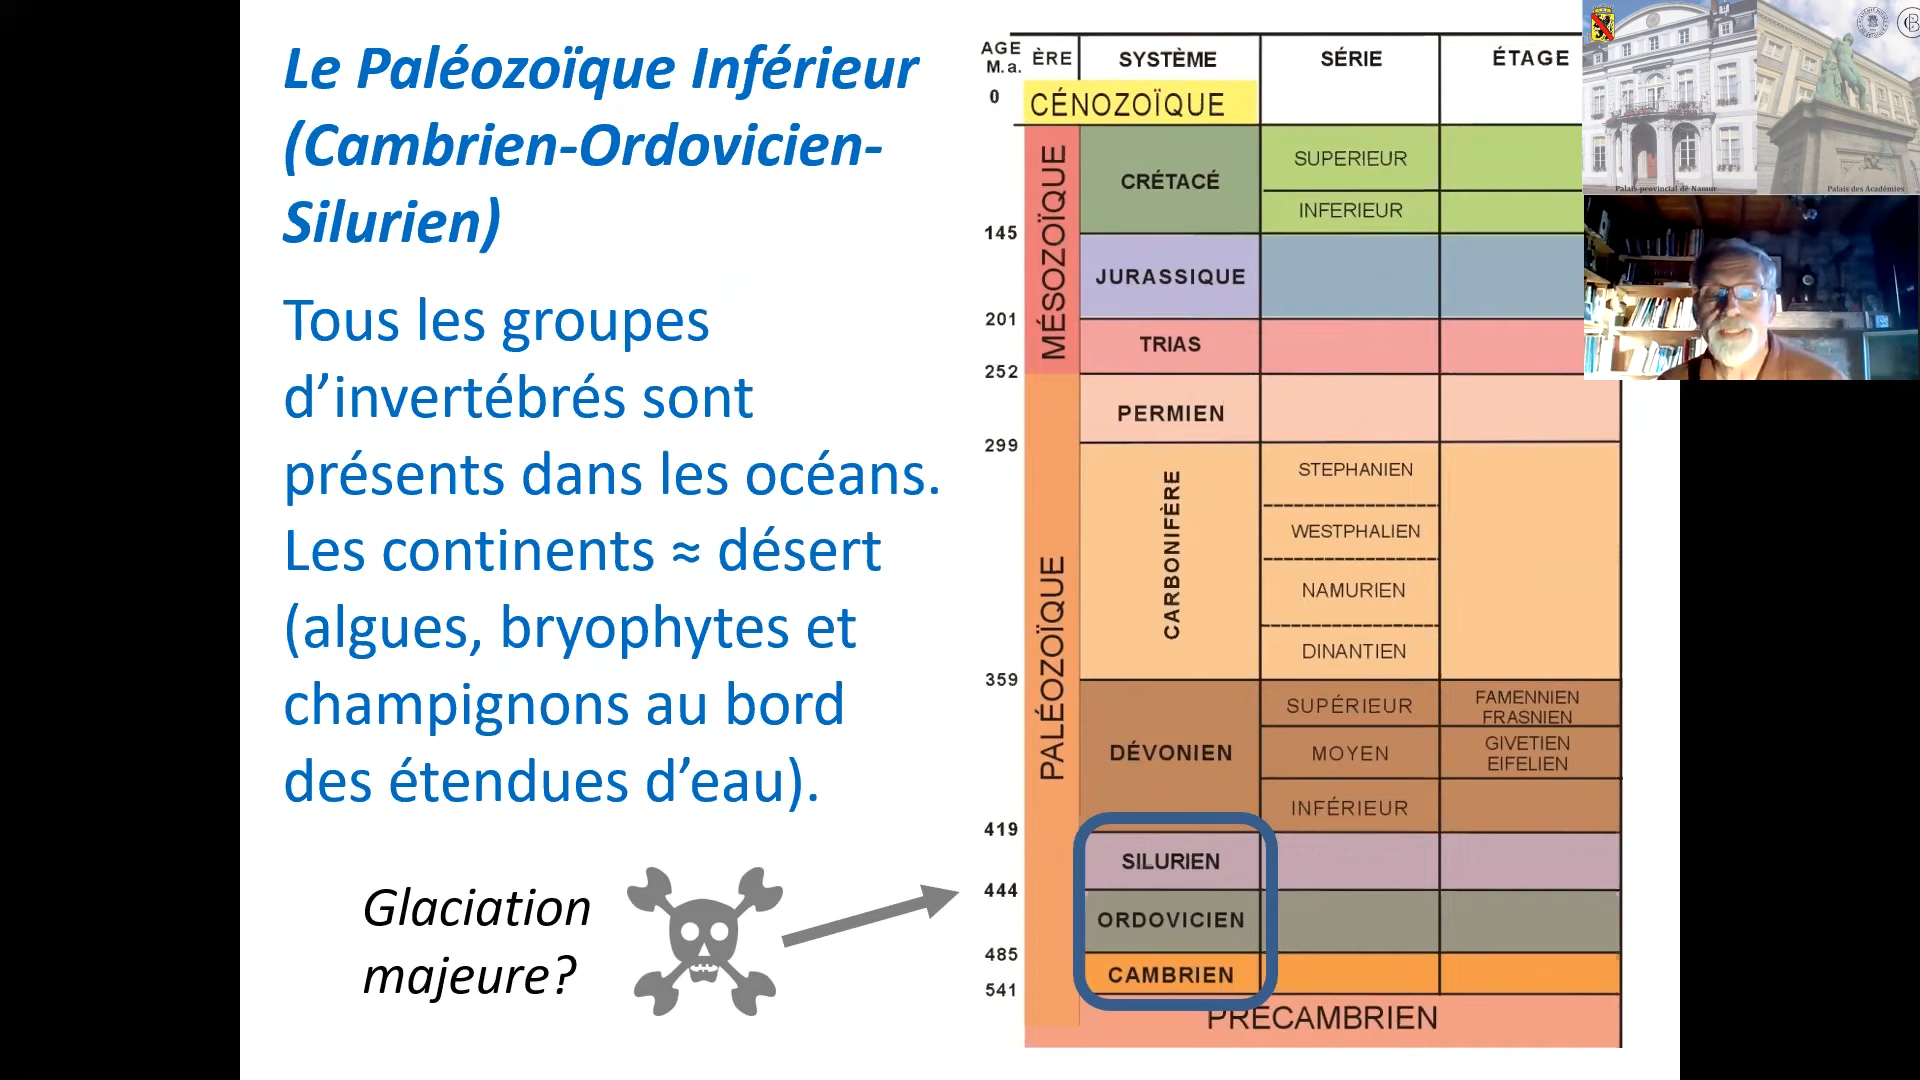 Le Paléozoïque Inférieur
(Cambrien-Ordovicien-
Silurien)
Tous les groupes
d’invertébrés sont
présents dans les océans.
Les continents ≈ désert
(algues, bryophytes et
champignons au bord
des étendues d’eau).
Glaciation
majeure?
AGE
M.a.
ÈRE
SYSTÈME
SÉRIE
ÉTAGE
0
CÉNOZOÏQUE
MÉSOZOÏQUE
CRÉTACÉ
SUPERIEUR
INFERIEUR
145
JURASSIQUE
201
TRIAS
252
PALÉOZOÏQUE
PERMIEN
299
CARBONIFÈRE
STEPHANIEN
WESTPHALIEN
NAMURIEN
DINANTIEN
359
DÉVONIEN
SUPÉRIEUR
FAMENNIEN
FRASNIEN
MOYEN
GIVETIEN
EIFELIEN
INFÉRIEUR
419
SILURIEN
444
ORDOVICIEN
485
CAMBRIEN
541
PRECAMBRIEN
Palais provincial de Namur
Palais des Académies